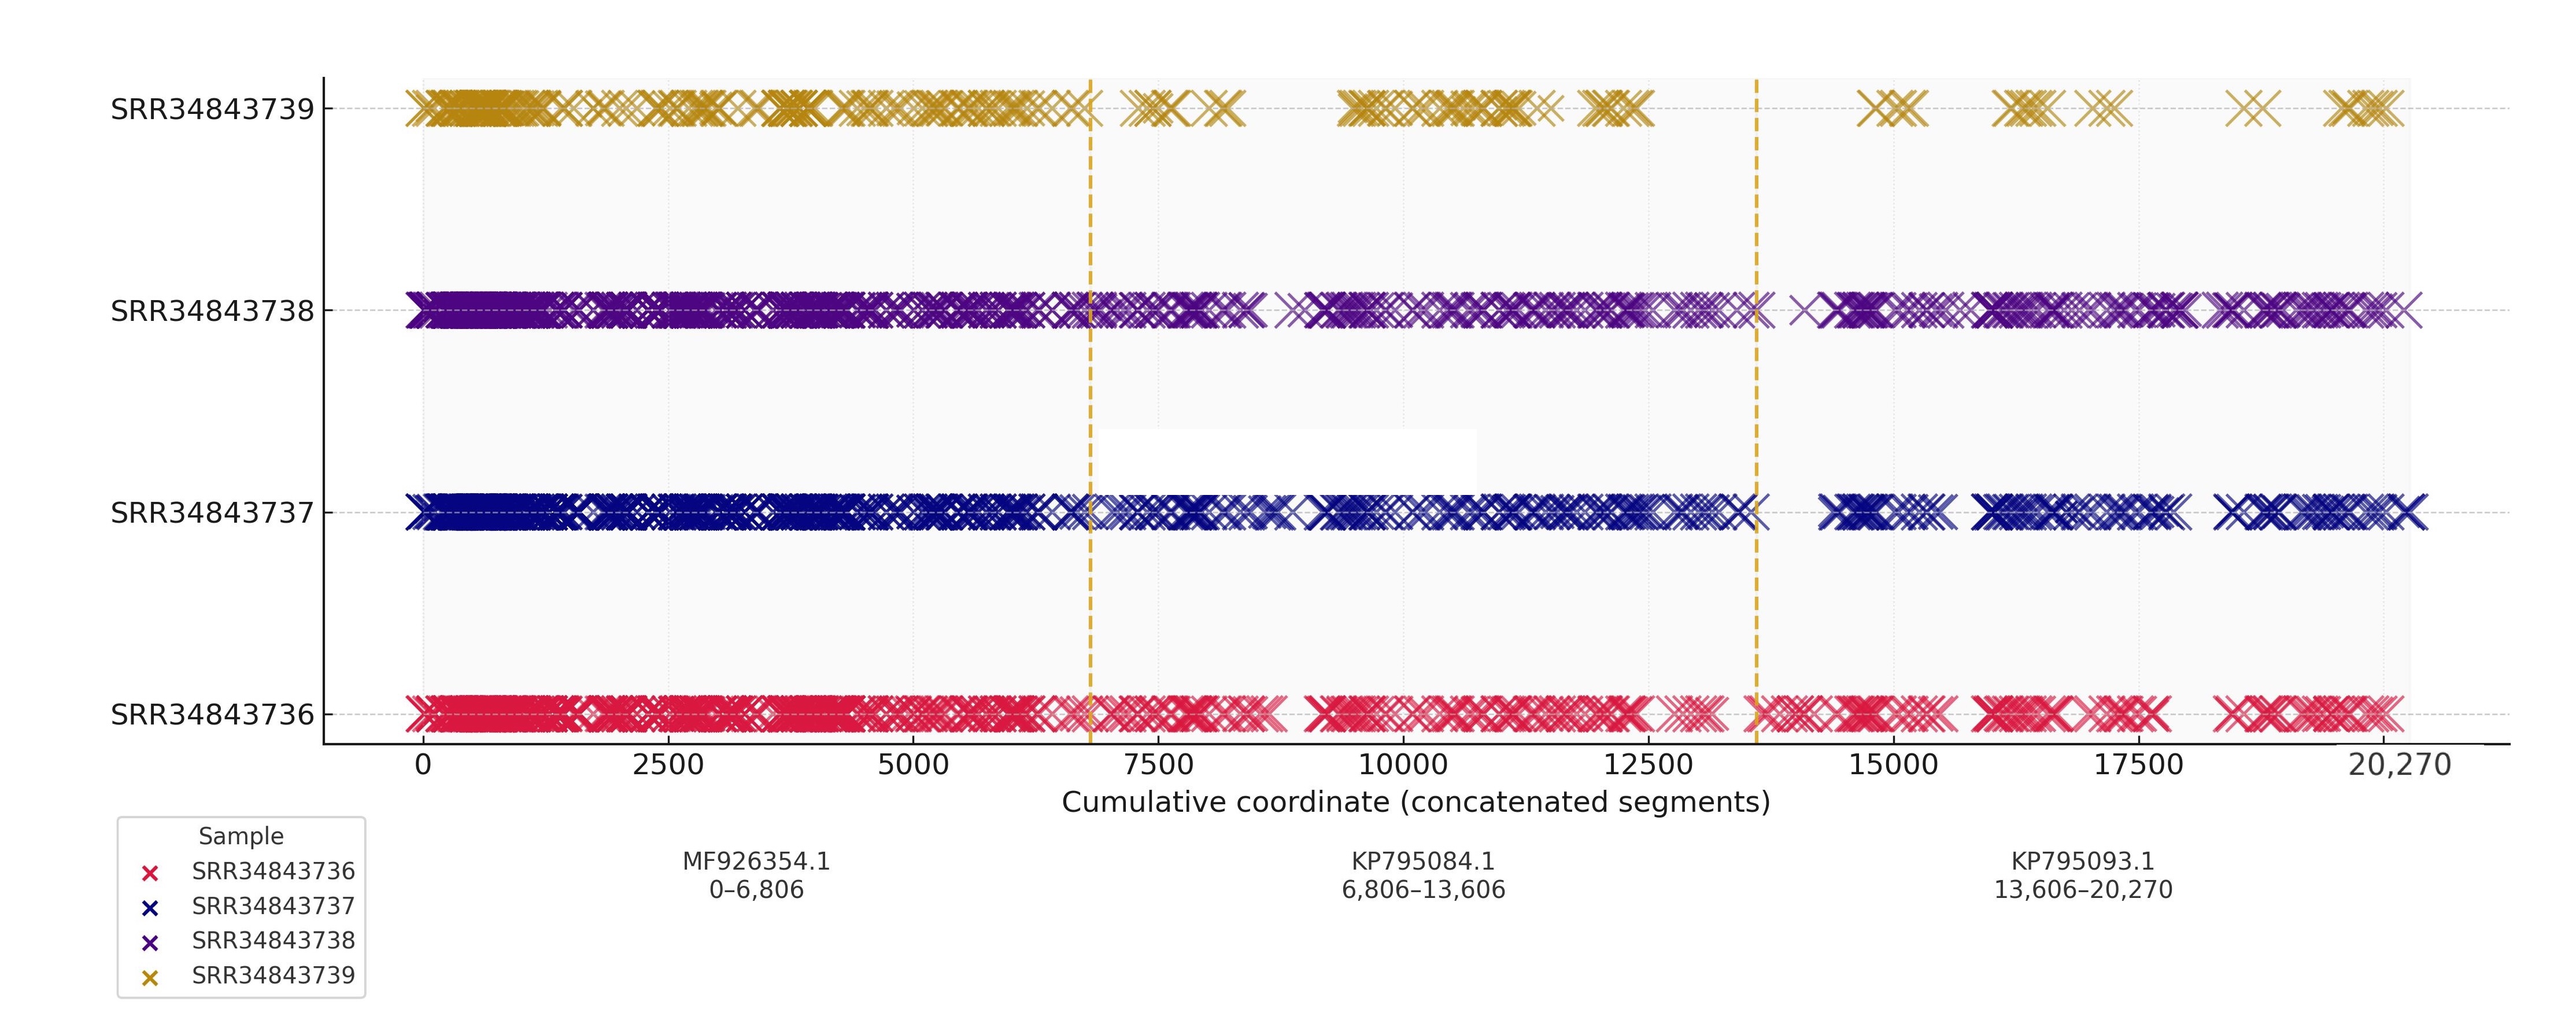 SRR34843739
SRR34843738
SRR34843737
SRR34843736
0 2500 5000 7500 10000 12500 15000 17500 20,270
Cumulative coordinate (concatenated segments)
Sample
SRR34843736
SRR34843737
SRR34843738
SRR34843739
MF926354.1
0–6,806
KP795084.1
6,806–13,606
KP795093.1
13,606–20,270